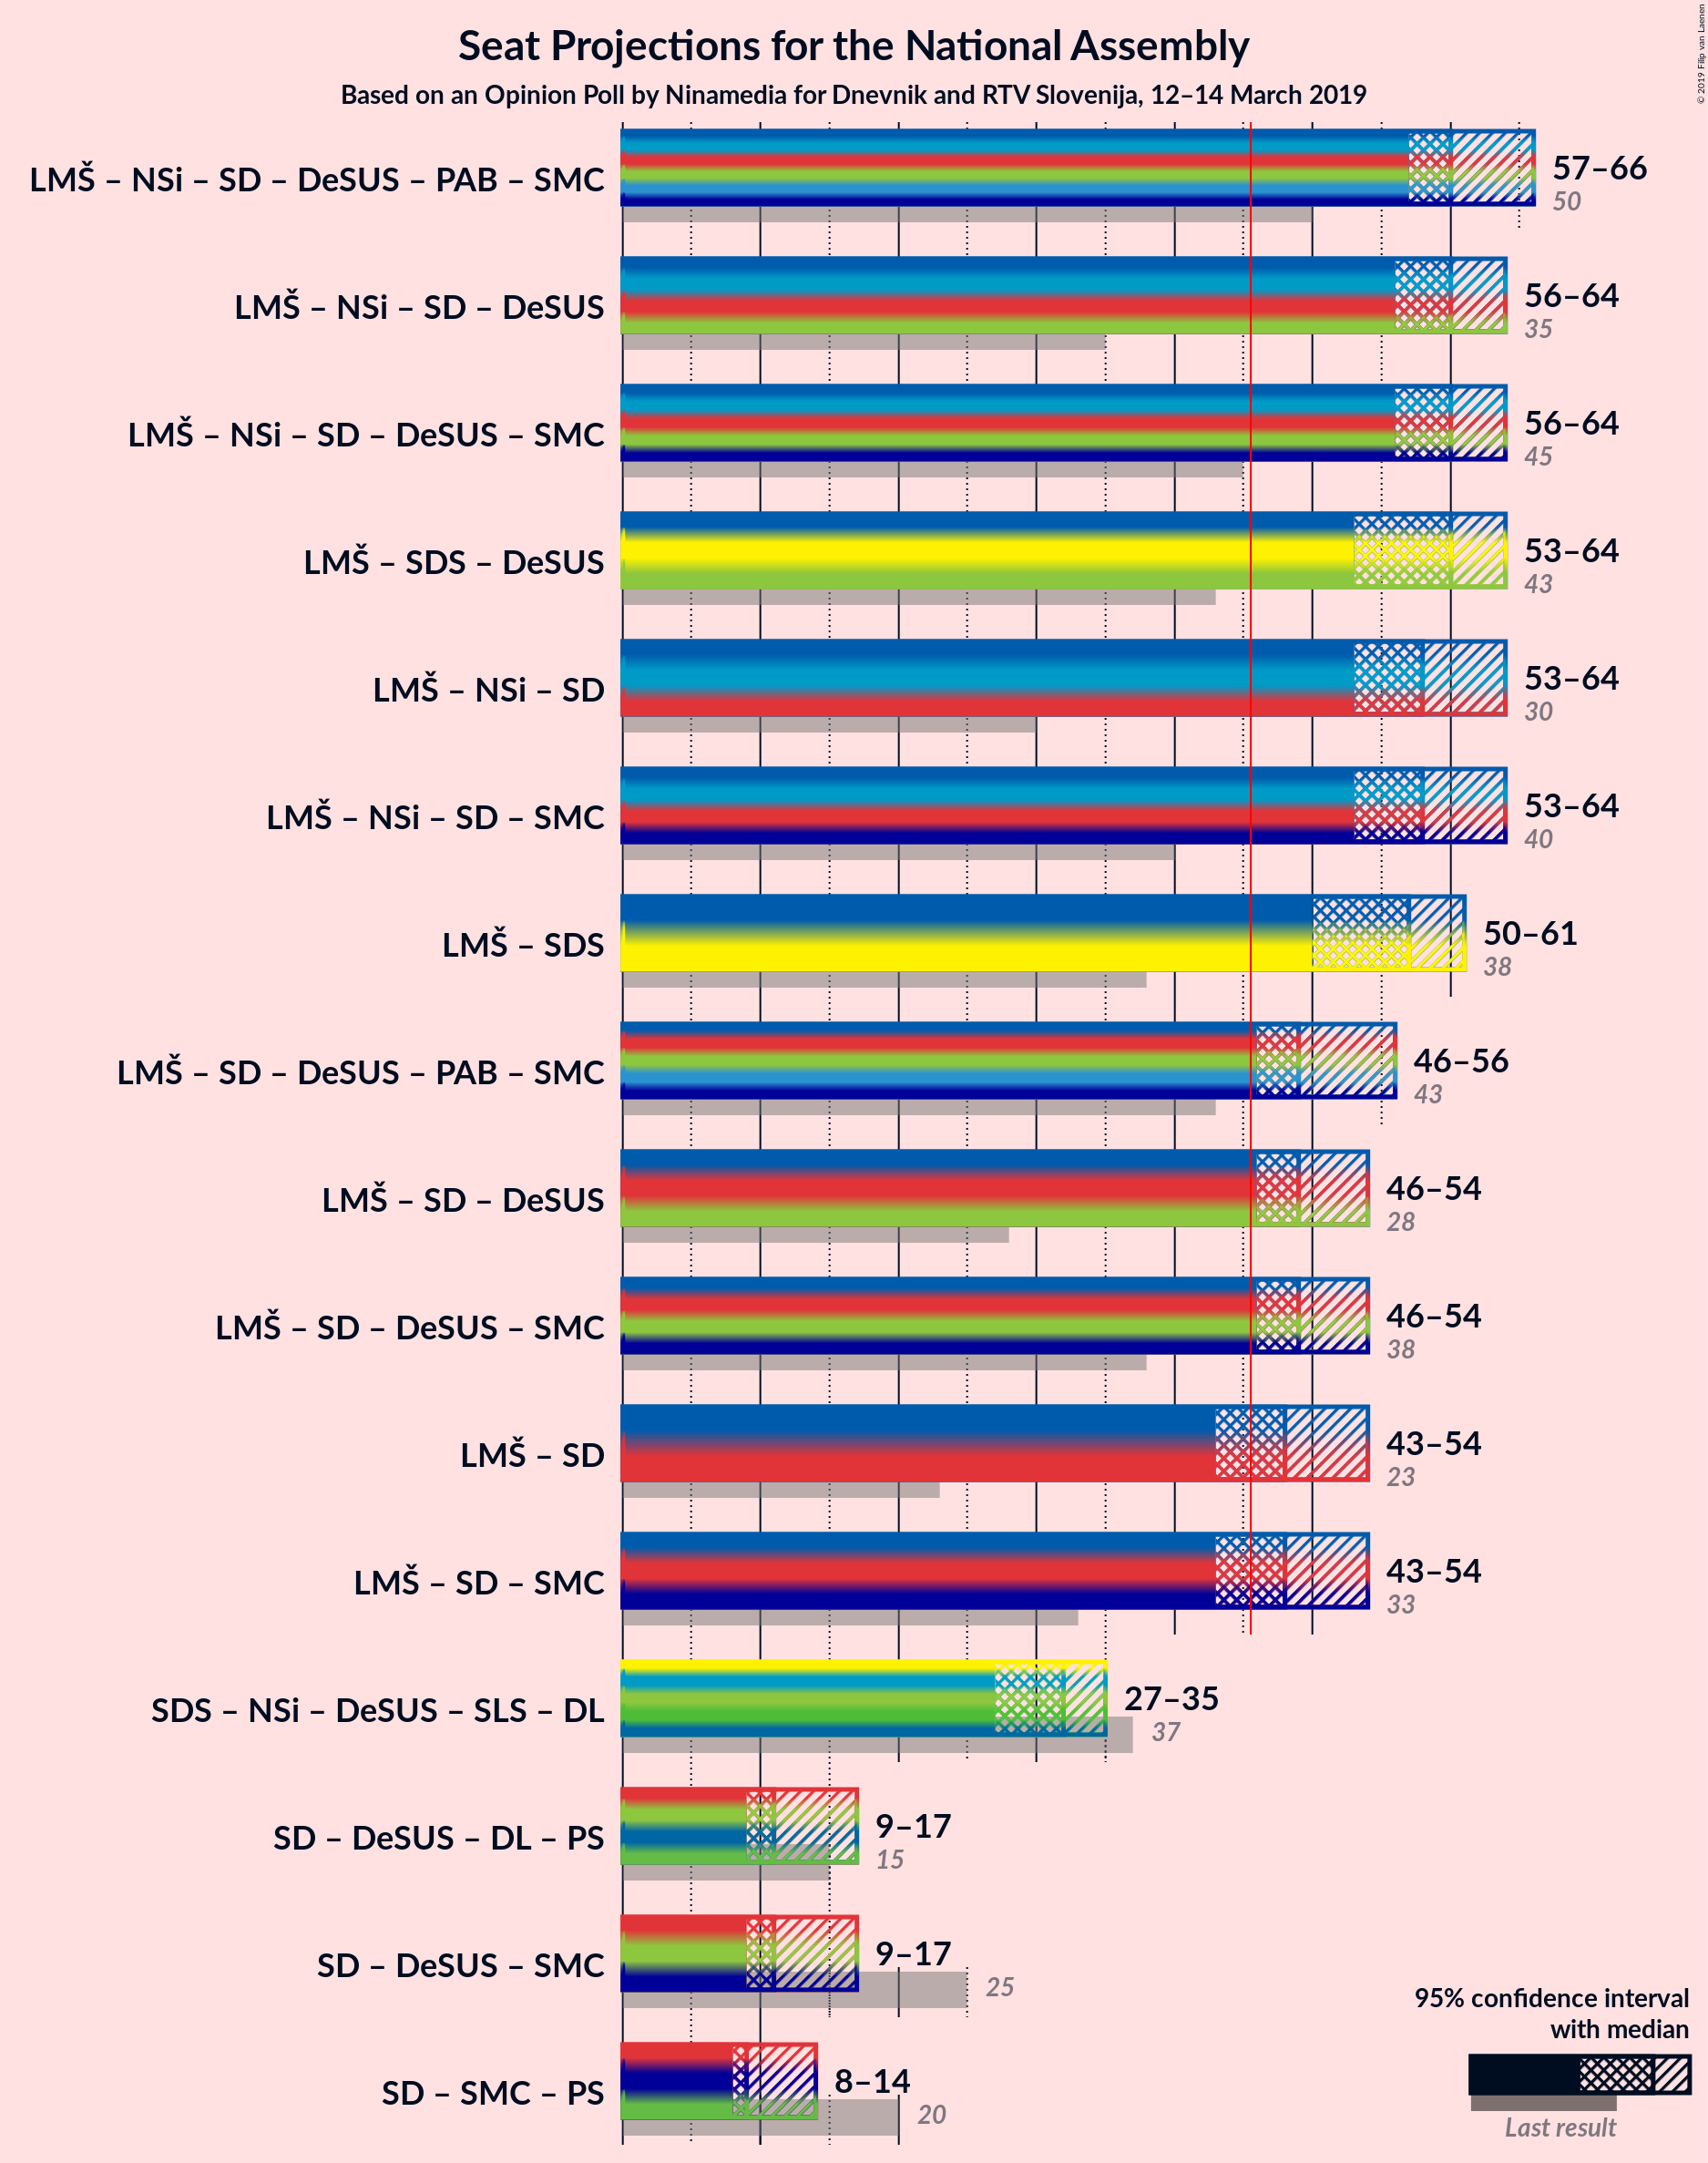 Seat Projections for the National Assembly
Based on an Opinion Poll by Ninamedia for Dnevnik and RTV Slovenija, 12–14 March 2019
© 2019 Filip van Laenen
LMŠ – NSi – SD – DeSUS – PAB – SMC
57–66
50
LMŠ – NSi – SD – DeSUS
56–64
35
LMŠ – NSi – SD – DeSUS – SMC
56–64
45
LMŠ – SDS – DeSUS
53–64
43
LMŠ – NSi – SD
53–64
30
LMŠ – NSi – SD – SMC
53–64
40
LMŠ – SDS
50–61
38
LMŠ – SD – DeSUS – PAB – SMC
46–56
43
LMŠ – SD – DeSUS
46–54
28
LMŠ – SD – DeSUS – SMC
46–54
38
LMŠ – SD
43–54
23
LMŠ – SD – SMC
43–54
33
SDS – NSi – DeSUS – SLS – DL
27–35
37
SD – DeSUS – DL – PS
9–17
15
SD – DeSUS – SMC
9–17
25
SD – SMC – PS
8–14
20
95% confidence interval
with median
Last result